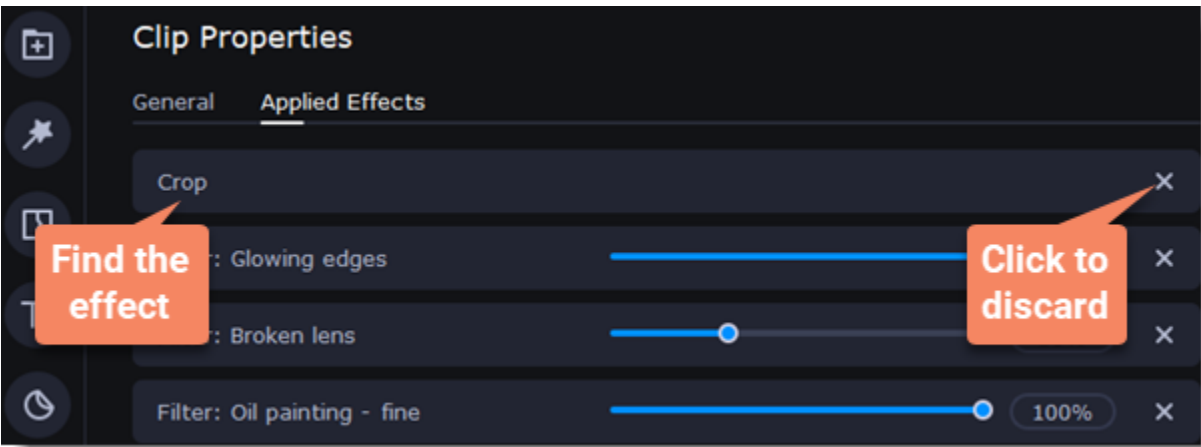 Clip Properties
General Applied Effects
Crop
Find the
effect
Click to
discard
: Glowing edges
: Broken lens
Filter: Oil painting - fine 100%